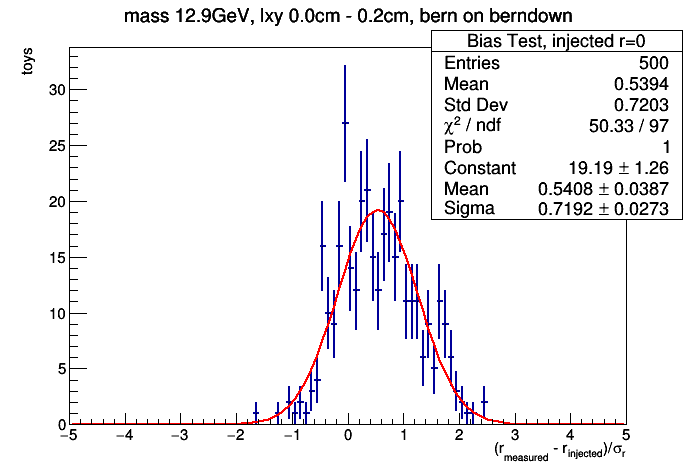 mass 12.9GeV, lxy 0.0cm - 0.2cm, bern on berndown
Bias Test, injected r=0
Entries 500
Mean 0.5394
Std Dev 0.7203
χ² / ndf 50.33 / 97
Prob 1
Constant 19.19 ± 1.26
Mean 0.5408 ± 0.0387
Sigma 0.7192 ± 0.0273
toys
30
25
20
15
10
5
0
−5 −4 −3 −2 −1 0 1 2 3 4 5
(r_measured - r_injected)/σ_r